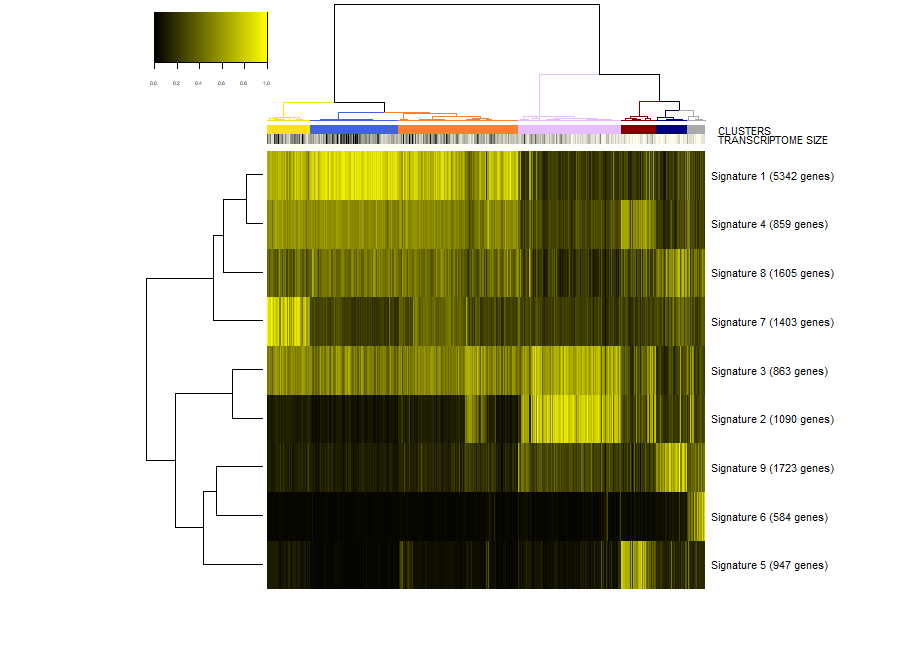 0.0 0.2 0.4 0.6 0.8 1.0
CLUSTERS
TRANSCRIPTOME SIZE
Signature 1 (5342 genes)
Signature 4 (859 genes)
Signature 8 (1605 genes)
Signature 7 (1403 genes)
Signature 3 (863 genes)
Signature 2 (1090 genes)
Signature 9 (1723 genes)
Signature 6 (584 genes)
Signature 5 (947 genes)